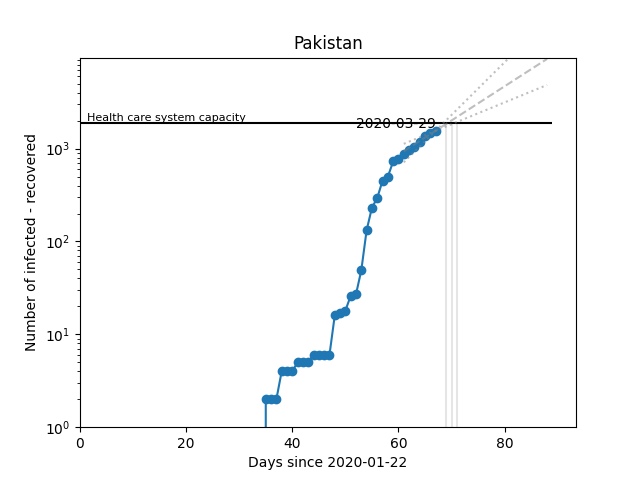 Pakistan
Health care system capacity
2020-03-29
Number of infected - recovered
10^3
10^2
10^1
10^0
0 20 40 60 80
Days since 2020-01-22